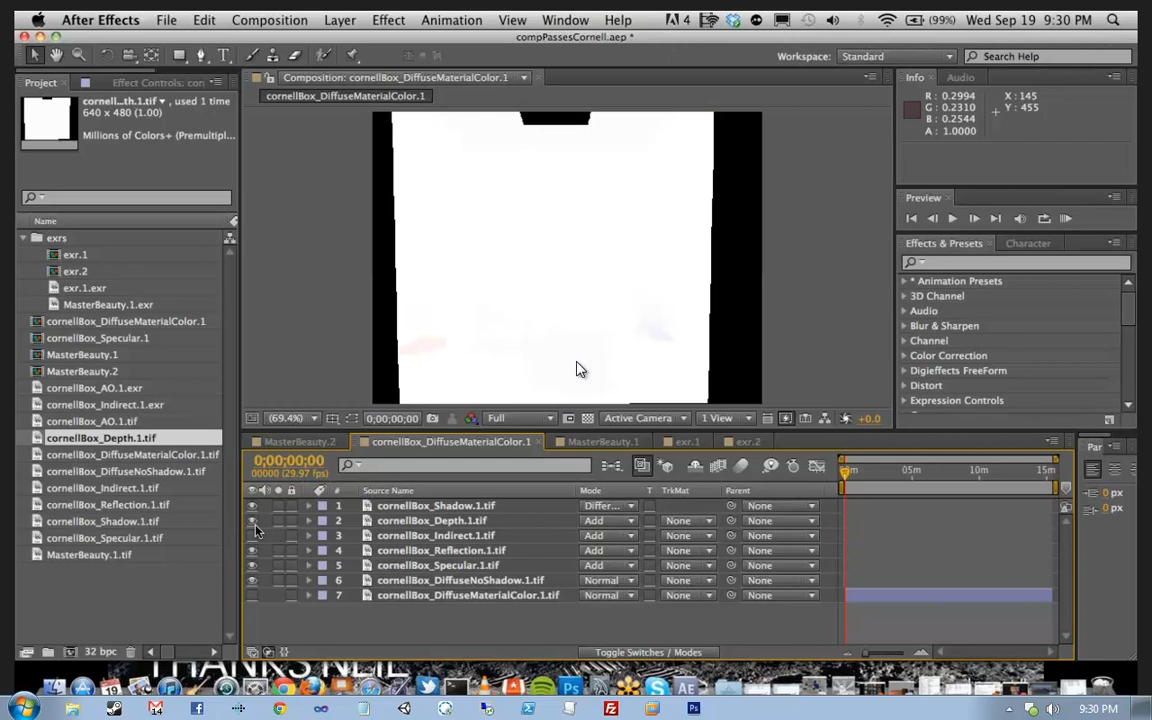 After Effects File Edit Composition Layer Effect Animation View Window Help 4 (99%) Wed Sep 19 9:30 PM
compPassesCornell.aep *
Workspace: Standard Search Help
Project Effect Controls: con
Composition: cornellBox_DiffuseMaterialColor.1
Info Audio
cornell...th.1.tif ▾, used 1 time
640 x 480 (1.00)
Millions of Colors+ (Premultipl...
cornellBox_DiffuseMaterialColor.1
R: 0.2994
G: 0.2310
B: 0.2544
A: 1.0000
X: 145
Y: 455
Preview
Name
exrs
exr.1
exr.2
exr.1.exr
MasterBeauty.1.exr
cornellBox_DiffuseMaterialColor.1
cornellBox_Specular.1
MasterBeauty.1
MasterBeauty.2
cornellBox_AO.1.exr
cornellBox_Indirect.1.exr
cornellBox_AO.1.tif
cornellBox_Depth.1.tif
cornellBox_DiffuseMaterialColor.1.tif
cornellBox_DiffuseNoShadow.1.tif
cornellBox_Indirect.1.tif
cornellBox_Reflection.1.tif
cornellBox_Shadow.1.tif
cornellBox_Specular.1.tif
MasterBeauty.1.tif
32 bpc
Effects & Presets Character
* Animation Presets
3D Channel
Audio
Blur & Sharpen
Channel
Color Correction
Digieffects FreeForm
Distort
Expression Controls
(69.4%) 0;00;00;00 Full Active Camera 1 View +0.0
MasterBeauty.2 cornellBox_DiffuseMaterialColor.1 MasterBeauty.1 exr.1 exr.2
Par
0;00;00;00
00000 (29.97 fps)
05m 10m 15m
# Source Name Mode T TrkMat Parent
1 cornellBox_Shadow.1.tif Differ... None
2 cornellBox_Depth.1.tif Add None None
3 cornellBox_Indirect.1.tif Add None None
4 cornellBox_Reflection.1.tif Add None None
5 cornellBox_Specular.1.tif Add None None
6 cornellBox_DiffuseNoShadow.1.tif Normal None None
7 cornellBox_DiffuseMaterialColor.1.tif Normal None None
0 px
0 px
Toggle Switches / Modes
THANKS NEIL
9:30 PM